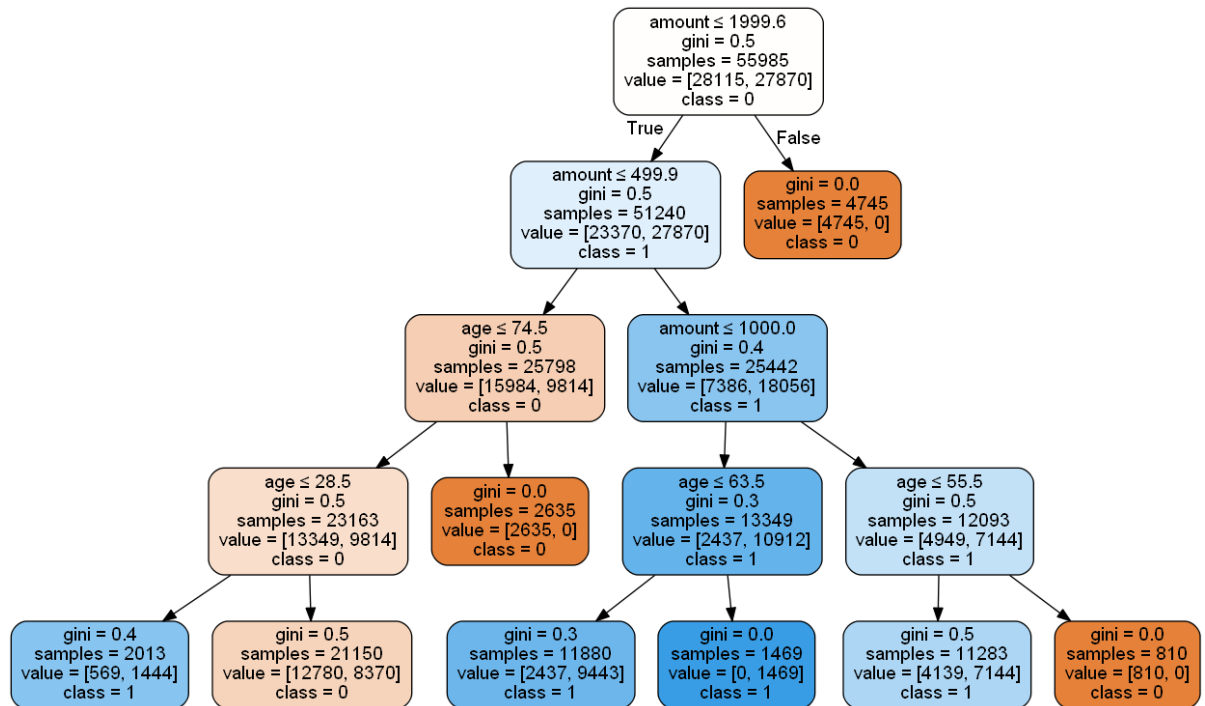 amount ≤ 1999.6
gini = 0.5
samples = 55985
value = [28115, 27870]
class = 0
True
False
amount ≤ 499.9
gini = 0.5
samples = 51240
value = [23370, 27870]
class = 1
gini = 0.0
samples = 4745
value = [4745, 0]
class = 0
age ≤ 74.5
gini = 0.5
samples = 25798
value = [15984, 9814]
class = 0
amount ≤ 1000.0
gini = 0.4
samples = 25442
value = [7386, 18056]
class = 1
age ≤ 28.5
gini = 0.5
samples = 23163
value = [13349, 9814]
class = 0
gini = 0.0
samples = 2635
value = [2635, 0]
class = 0
age ≤ 63.5
gini = 0.3
samples = 13349
value = [2437, 10912]
class = 1
age ≤ 55.5
gini = 0.5
samples = 12093
value = [4949, 7144]
class = 1
gini = 0.4
samples = 2013
value = [569, 1444]
class = 1
gini = 0.5
samples = 21150
value = [12780, 8370]
class = 0
gini = 0.3
samples = 11880
value = [2437, 9443]
class = 1
gini = 0.0
samples = 1469
value = [0, 1469]
class = 1
gini = 0.5
samples = 11283
value = [4139, 7144]
class = 1
gini = 0.0
samples = 810
value = [810, 0]
class = 0